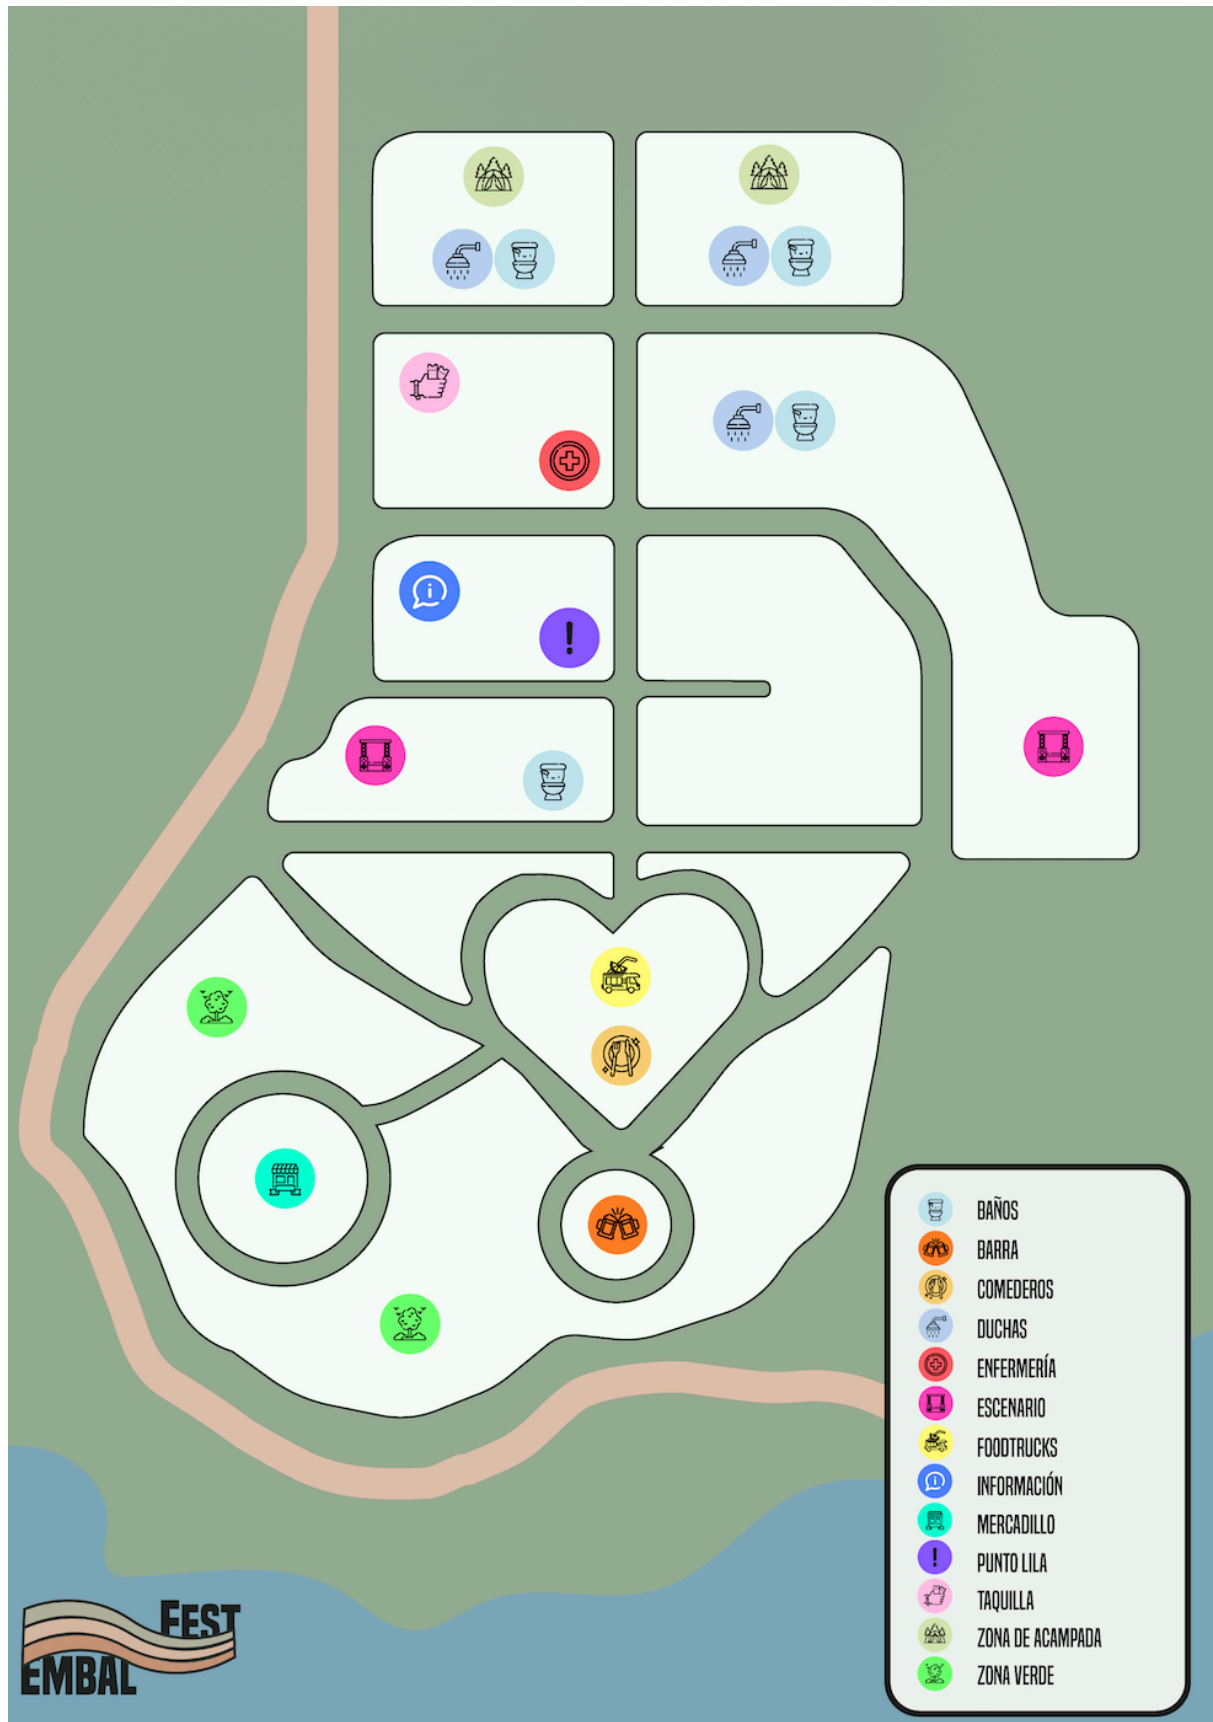 BAÑOS
BARRA
COMEDEROS
DUCHAS
ENFERMERÍA
ESCENARIO
FOODTRUCKS
INFORMACIÓN
MERCADILLO
PUNTO LILA
TAQUILLA
ZONA DE ACAMPADA
ZONA VERDE
FEST
EMBAL